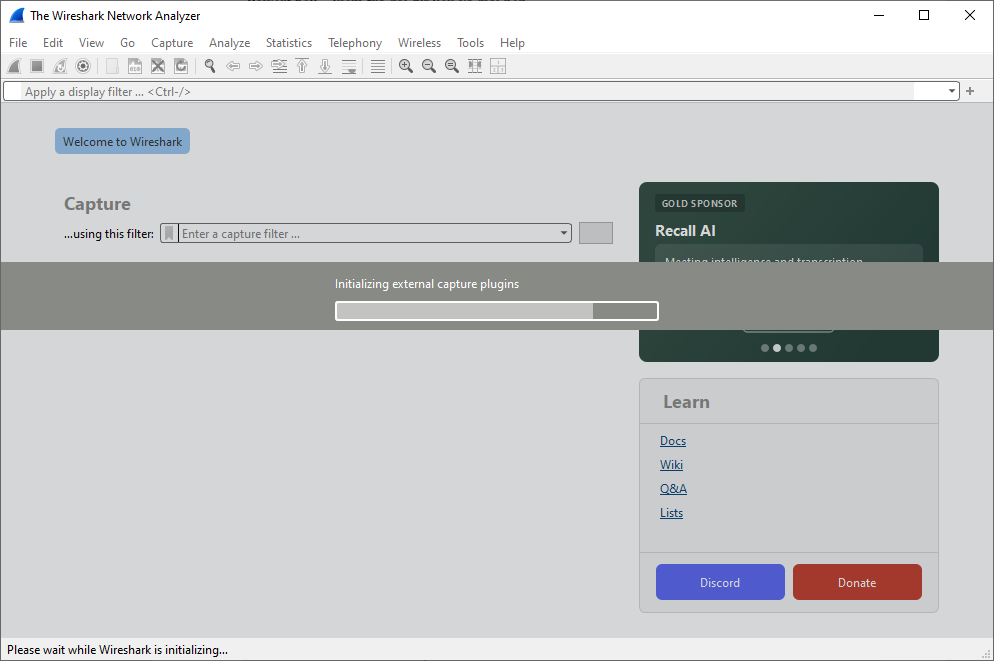 The Wireshark Network Analyzer
File Edit View Go Capture Analyze Statistics Telephony Wireless Tools Help
Apply a display filter ... <Ctrl-/>
Welcome to Wireshark
Capture
...using this filter: Enter a capture filter ...
GOLD SPONSOR
Recall AI
Meeting intelligence and transcription
Initializing external capture plugins
Learn
Docs
Wiki
Q&A
Lists
Discord Donate
Please wait while Wireshark is initializing...